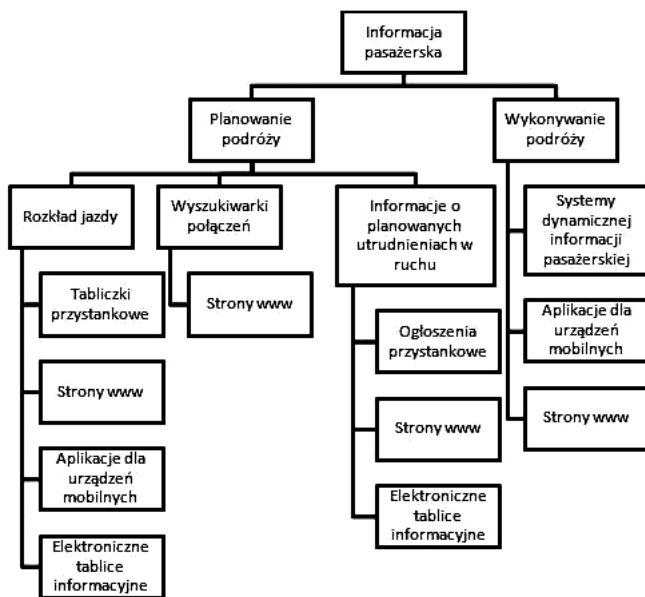 Informacja
pasażerska
Planowanie
podróży
Wykonywanie
podróży
Rozkład jazdy
Wyszukiwarki
połączeń
Informacje o
planowanych
utrudnieniach w
ruchu
Systemy
dynamicznej
informacji
pasażerskiej
Tabliczki
przystankowe
Strony www
Ogłoszenia
przystankowe
Aplikacje dla
urządzeń
mobilnych
Strony www
Strony www
Strony www
Aplikacje dla
urządzeń
mobilnych
Elektroniczne
tablice
informacyjne
Elektroniczne
tablice
informacyjne